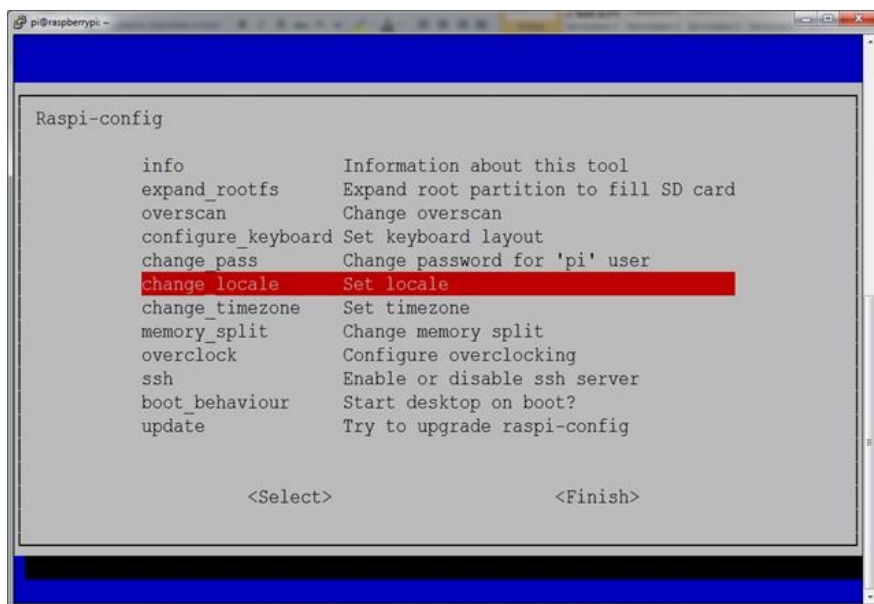 pi@raspberrypi: ~
Raspi-config
info Information about this tool
expand_rootfs Expand root partition to fill SD card
overscan Change overscan
configure_keyboard Set keyboard layout
change_pass Change password for 'pi' user
change_locale Set locale
change_timezone Set timezone
memory_split Change memory split
overclock Configure overclocking
ssh Enable or disable ssh server
boot_behaviour Start desktop on boot?
update Try to upgrade raspi-config
<Select> <Finish>